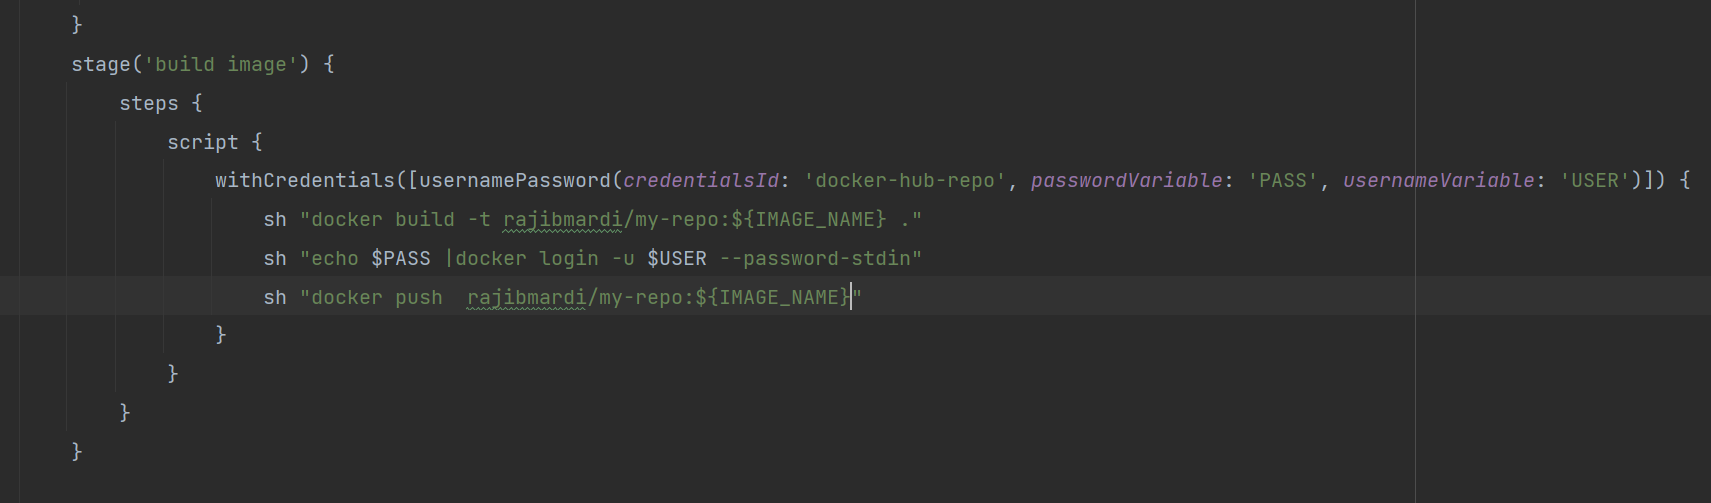 }
stage('build image') {
steps {
script {
withCredentials([usernamePassword(credentialsId: 'docker-hub-repo', passwordVariable: 'PASS', usernameVariable: 'USER')]) {
sh "docker build -t rajibmardi/my-repo:${IMAGE_NAME} ."
sh "echo $PASS |docker login -u $USER --password-stdin"
sh "docker push  rajibmardi/my-repo:${IMAGE_NAME}"
}
}
}
}